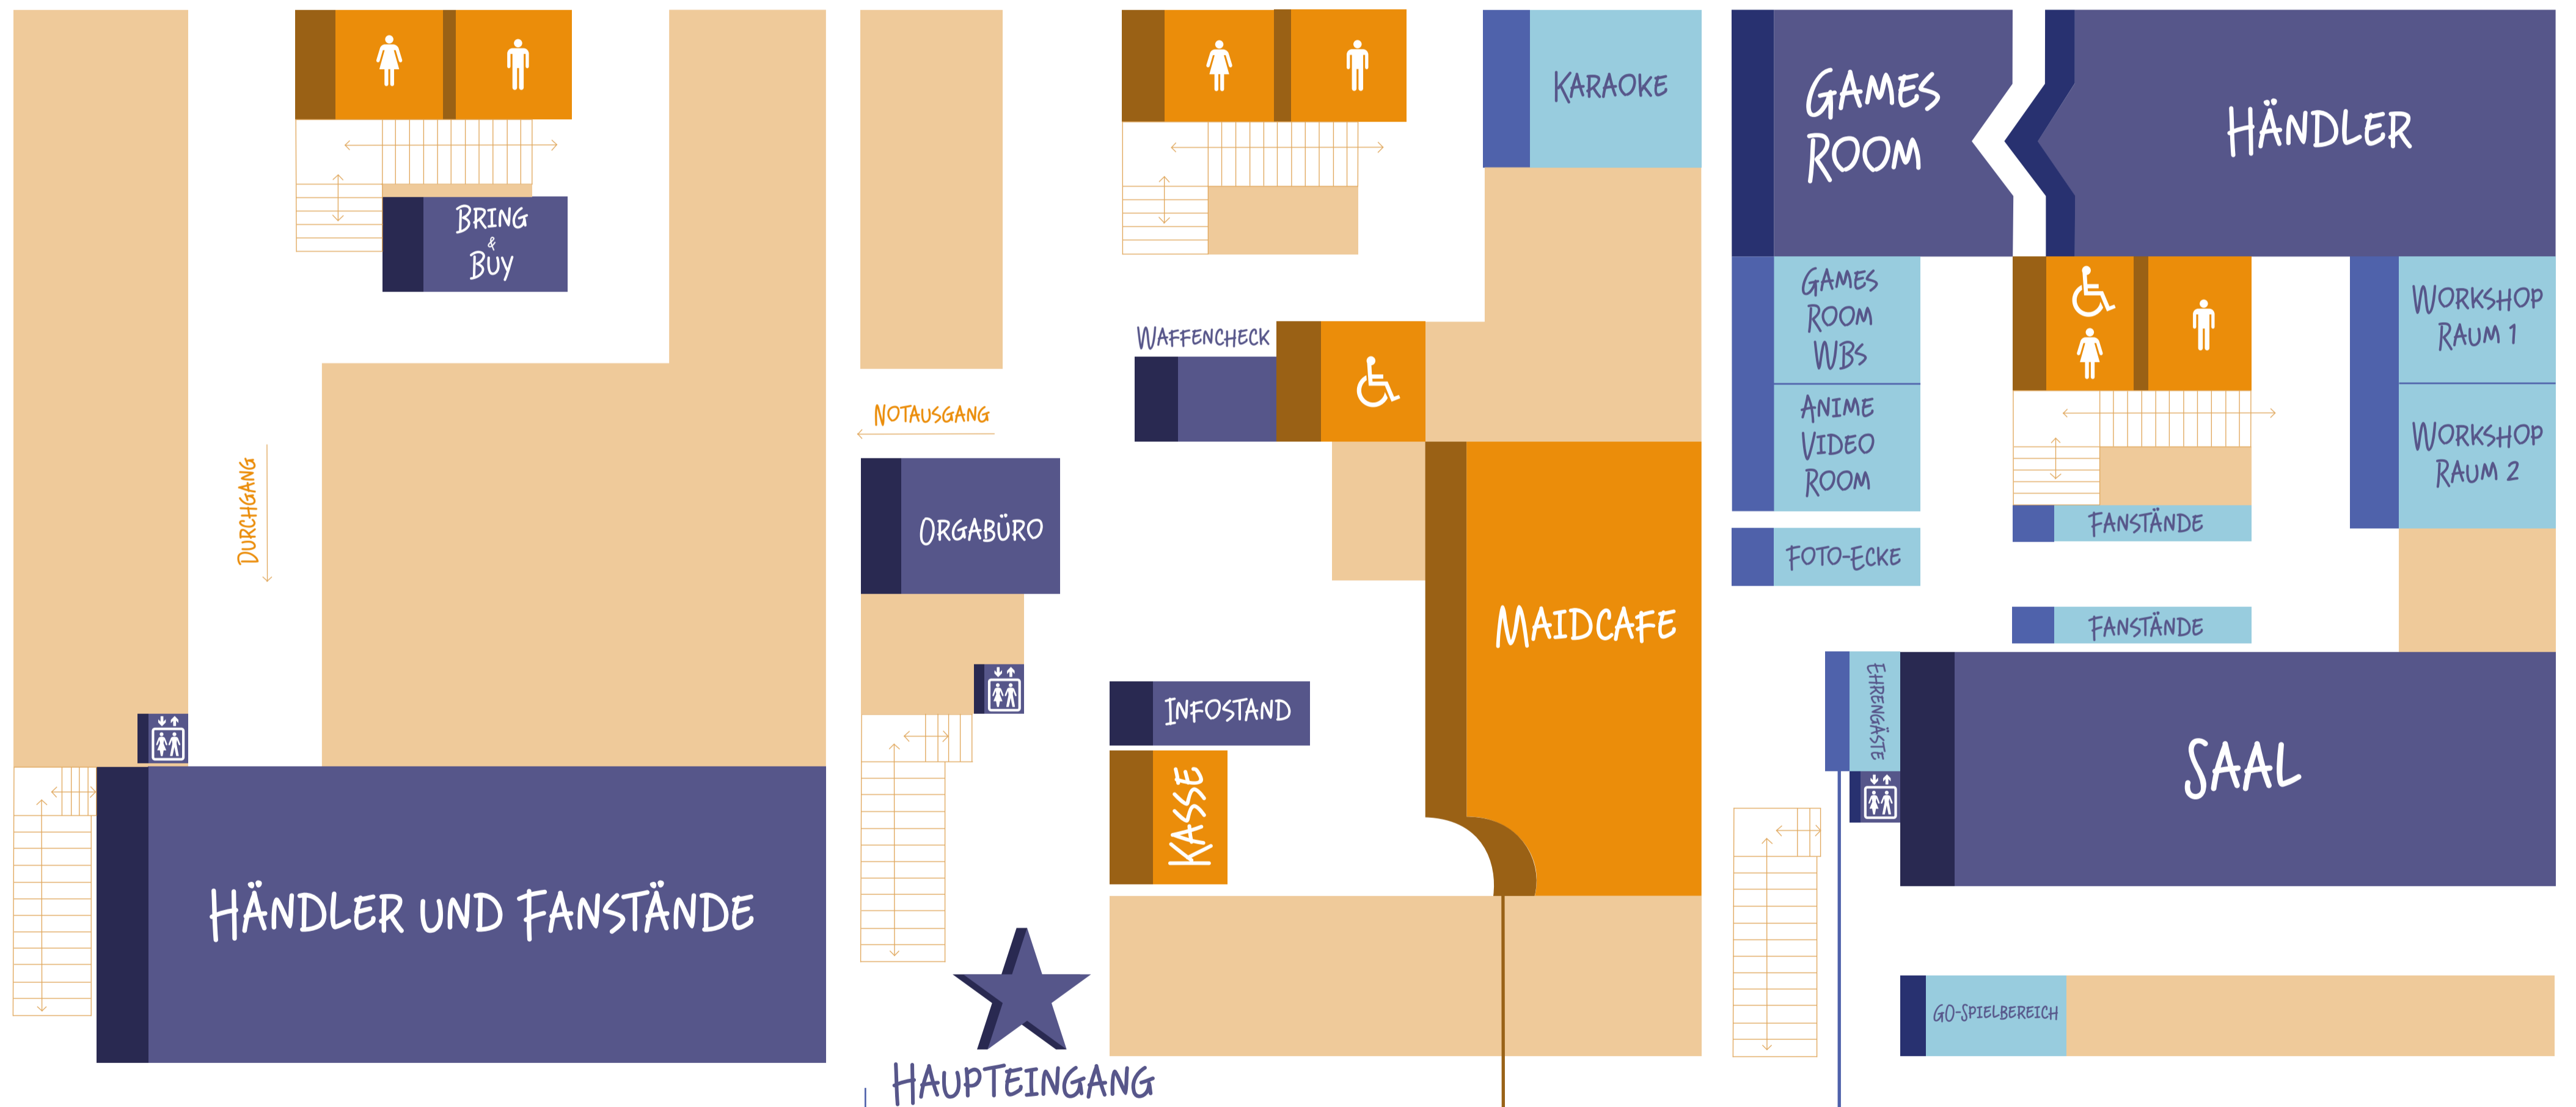 Bring
&
Buy
Durchgang
Händler und Fanstände
Karaoke
Waffencheck
Notausgang
Orgabüro
Maidcafe
Infostand
Kasse
Haupteingang
Games
Room
Händler
Games
Room
WBS
Anime
Video
Room
Foto-Ecke
Workshop
Raum 1
Workshop
Raum 2
Fanstände
Fanstände
Ehrengäste
Saal
Go-Spielbereich